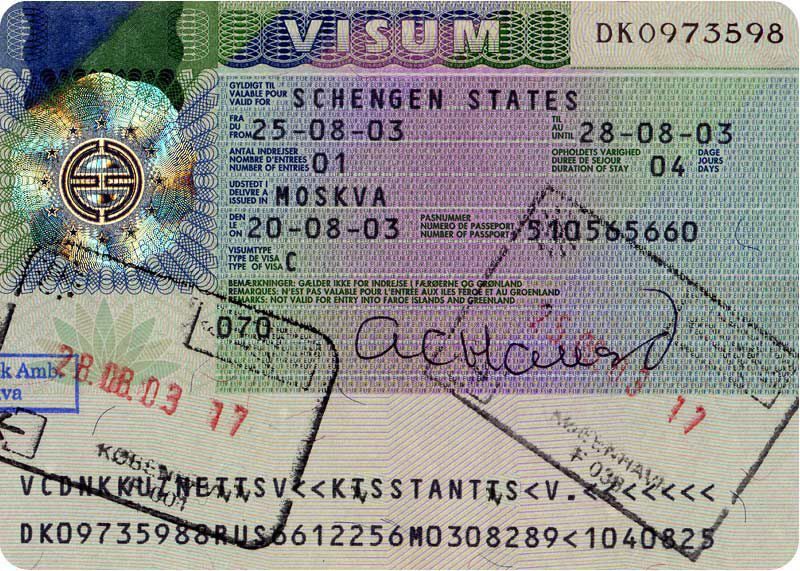 VISUM DK0973598
GYLDIGT TIL
VALABLE POUR
VALID FOR SCHENGEN STATES
FRA
DU
FROM 25-08-03
TIL
AU
UNTIL 28-08-03
ANTAL INDREJSER
NOMBRE D'ENTREES
NUMBER OF ENTRIES 01
OPHOLDETS VARIGHED
DUREE DE SEJOUR
DURATION OF STAY 04
DAGE
JOURS
DAYS
UDSTEDT I
DELIVRE A
ISSUED IN MOSKVA
DEN
LE
ON 20-08-03
PASNUMMER
NUMERO DE PASSEPORT
NUMBER OF PASSPORT 510565660
VISUMTYPE
TYPE DE VISA
TYPE OF VISA C
BEMÆRKNINGER: GÆLDER IKKE FOR INDREJSE I FÆRØERNE OG GRØNLAND
REMARQUES: N'EST PAS VALABLE POUR L'ENTREE AUX ILES FEROE ET AU GROENLAND
REMARKS: NOT VALID FOR ENTRY INTO FAROE ISLANDS AND GREENLAND
070
k Amb.
va
28.08.03 17
25.08.03 17
KØBENHAVN
KØBENHAVN
VCDNKKUZNETTSV<<K
<V.<<<<<<<
DK09735988RUS6612256M0308289<1040825